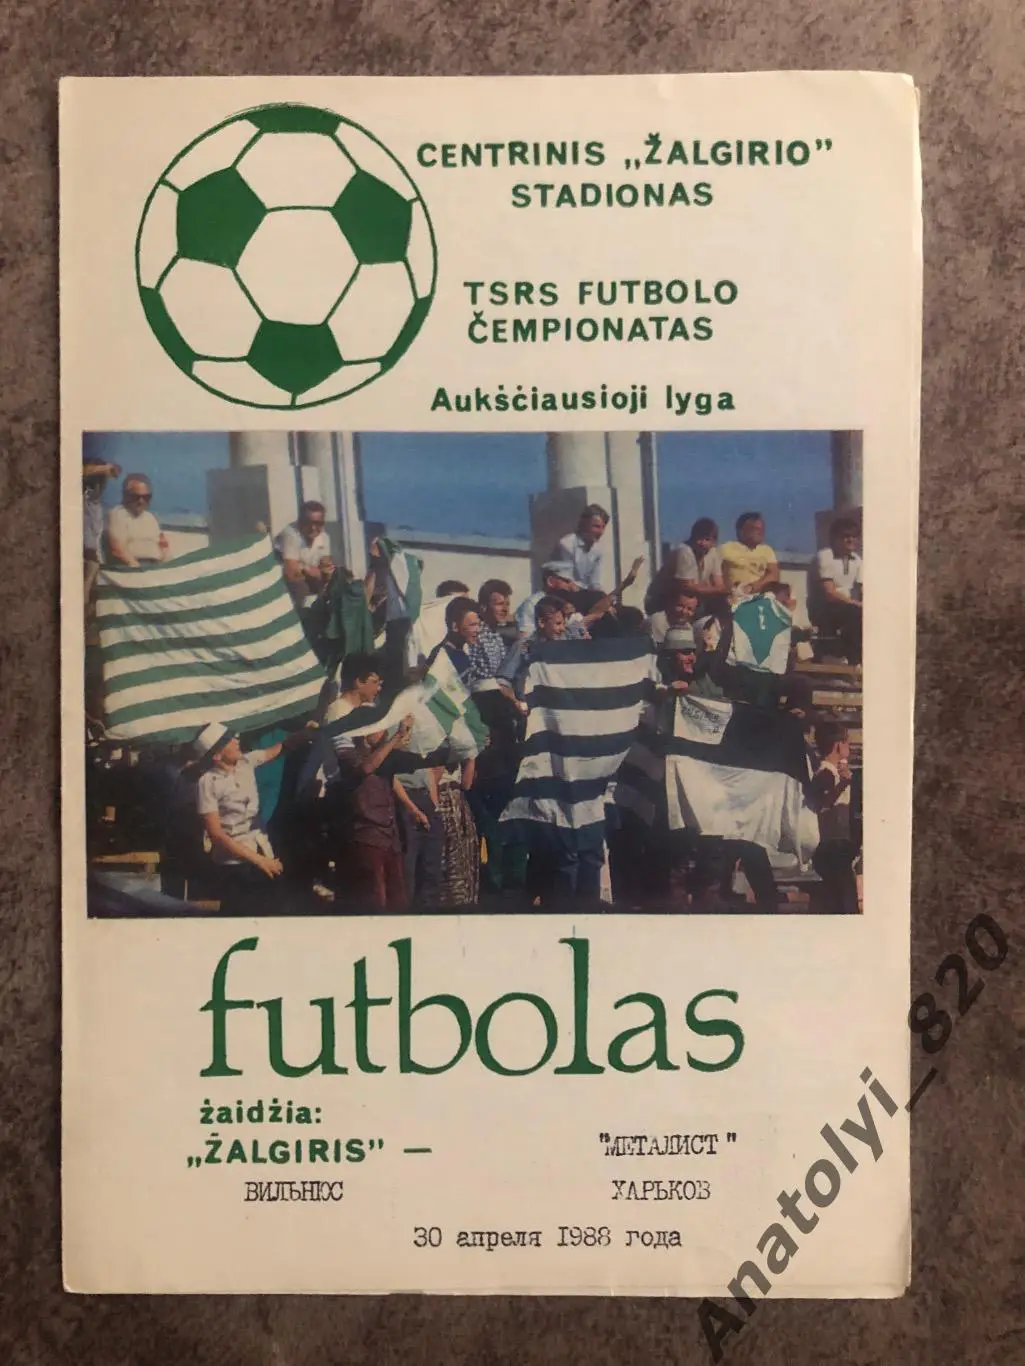 CENTRINIS „ŽALGIRIO”
STADIONAS
TSRS FUTBOLO
ČEMPIONATAS
Aukščiausioji lyga
futbolas
žaidžia:
„ŽALGIRIS” —
ВИЛЬНЮС
"МЕТАЛИСТ"
ХАРЬКОВ
30 апреля 1988 года
Anatolyi_820